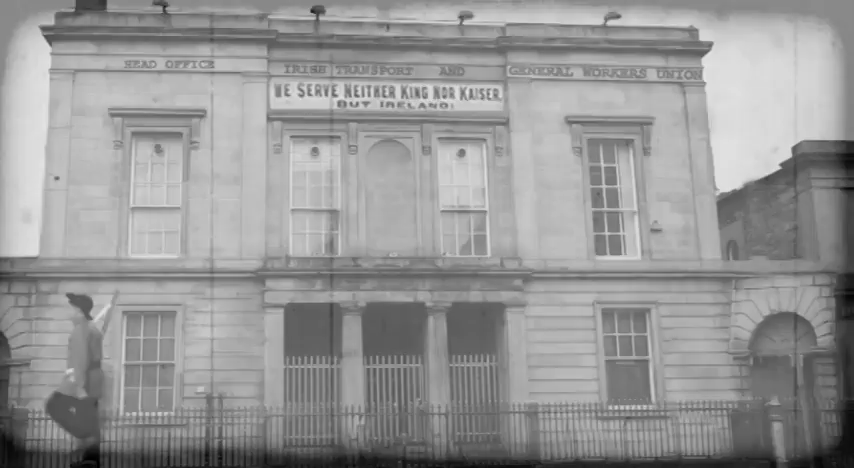 HEAD OFFICE
IRISH TRANSPORT AND GENERAL WORKERS UNION
WE SERVE NEITHER KING NOR KAISER
BUT IRELAND!